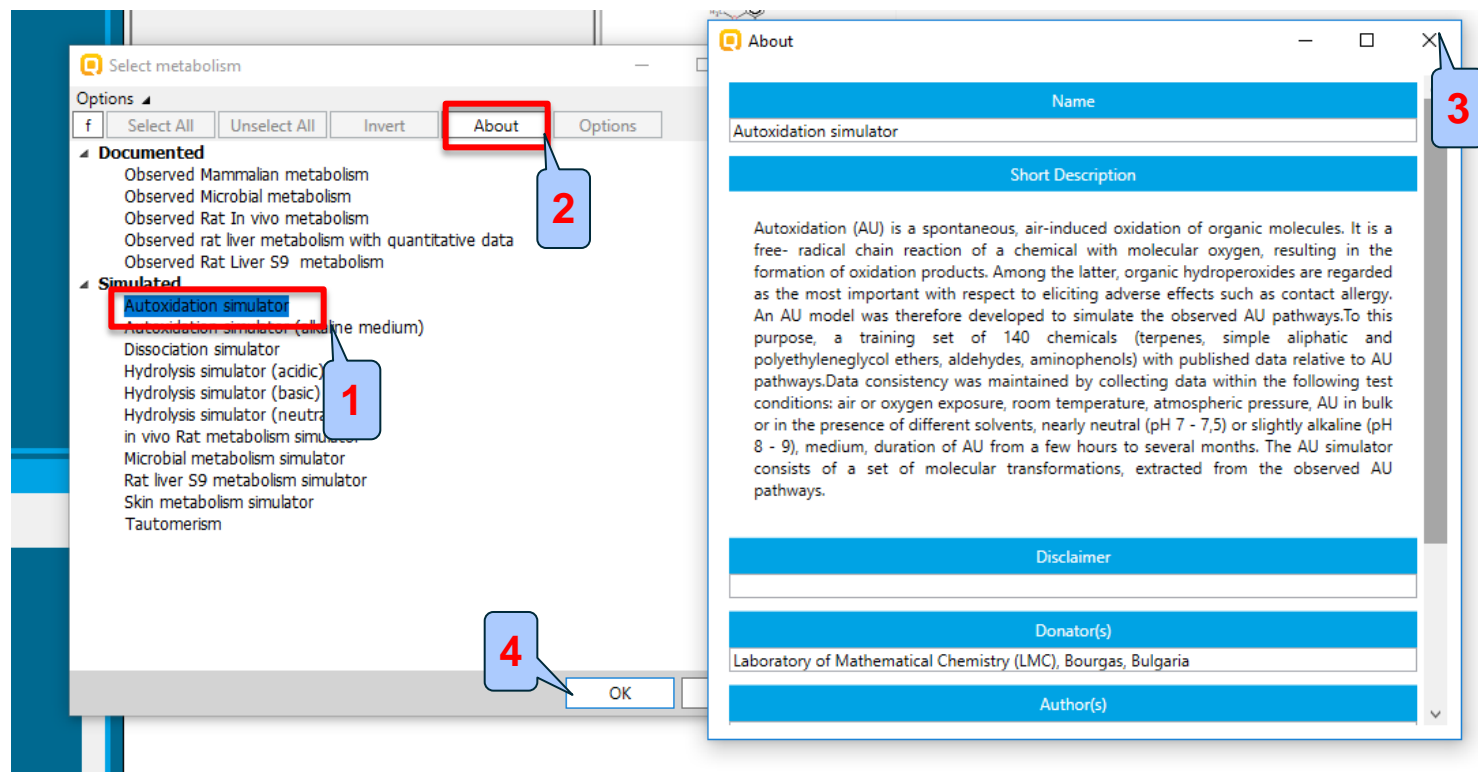 Select metabolism
Options
f Select All Unselect All Invert About Options
Documented
Observed Mammalian metabolism
Observed Microbial metabolism
Observed Rat In vivo metabolism
Observed rat liver metabolism with quantitative data
Observed Rat Liver S9 metabolism
Simulated
Autoxidation simulator
Autoxidation simulator (alkaline medium)
Dissociation simulator
Hydrolysis simulator (acidic)
Hydrolysis simulator (basic)
Hydrolysis simulator (neutral
in vivo Rat metabolism simulator
Microbial metabolism simulator
Rat liver S9 metabolism simulator
Skin metabolism simulator
Tautomerism
OK
1
2
3
4
About
Name
Autoxidation simulator
Short Description
Autoxidation (AU) is a spontaneous, air-induced oxidation of organic molecules. It is a
free- radical chain reaction of a chemical with molecular oxygen, resulting in the
formation of oxidation products. Among the latter, organic hydroperoxides are regarded
as the most important with respect to eliciting adverse effects such as contact allergy.
An AU model was therefore developed to simulate the observed AU pathways.To this
purpose, a training set of 140 chemicals (terpenes, simple aliphatic and
polyethyleneglycol ethers, aldehydes, aminophenols) with published data relative to AU
pathways.Data consistency was maintained by collecting data within the following test
conditions: air or oxygen exposure, room temperature, atmospheric pressure, AU in bulk
or in the presence of different solvents, nearly neutral (pH 7 - 7,5) or slightly alkaline (pH
8 - 9), medium, duration of AU from a few hours to several months. The AU simulator
consists of a set of molecular transformations, extracted from the observed AU
pathways.
Disclaimer
Donator(s)
Laboratory of Mathematical Chemistry (LMC), Bourgas, Bulgaria
Author(s)